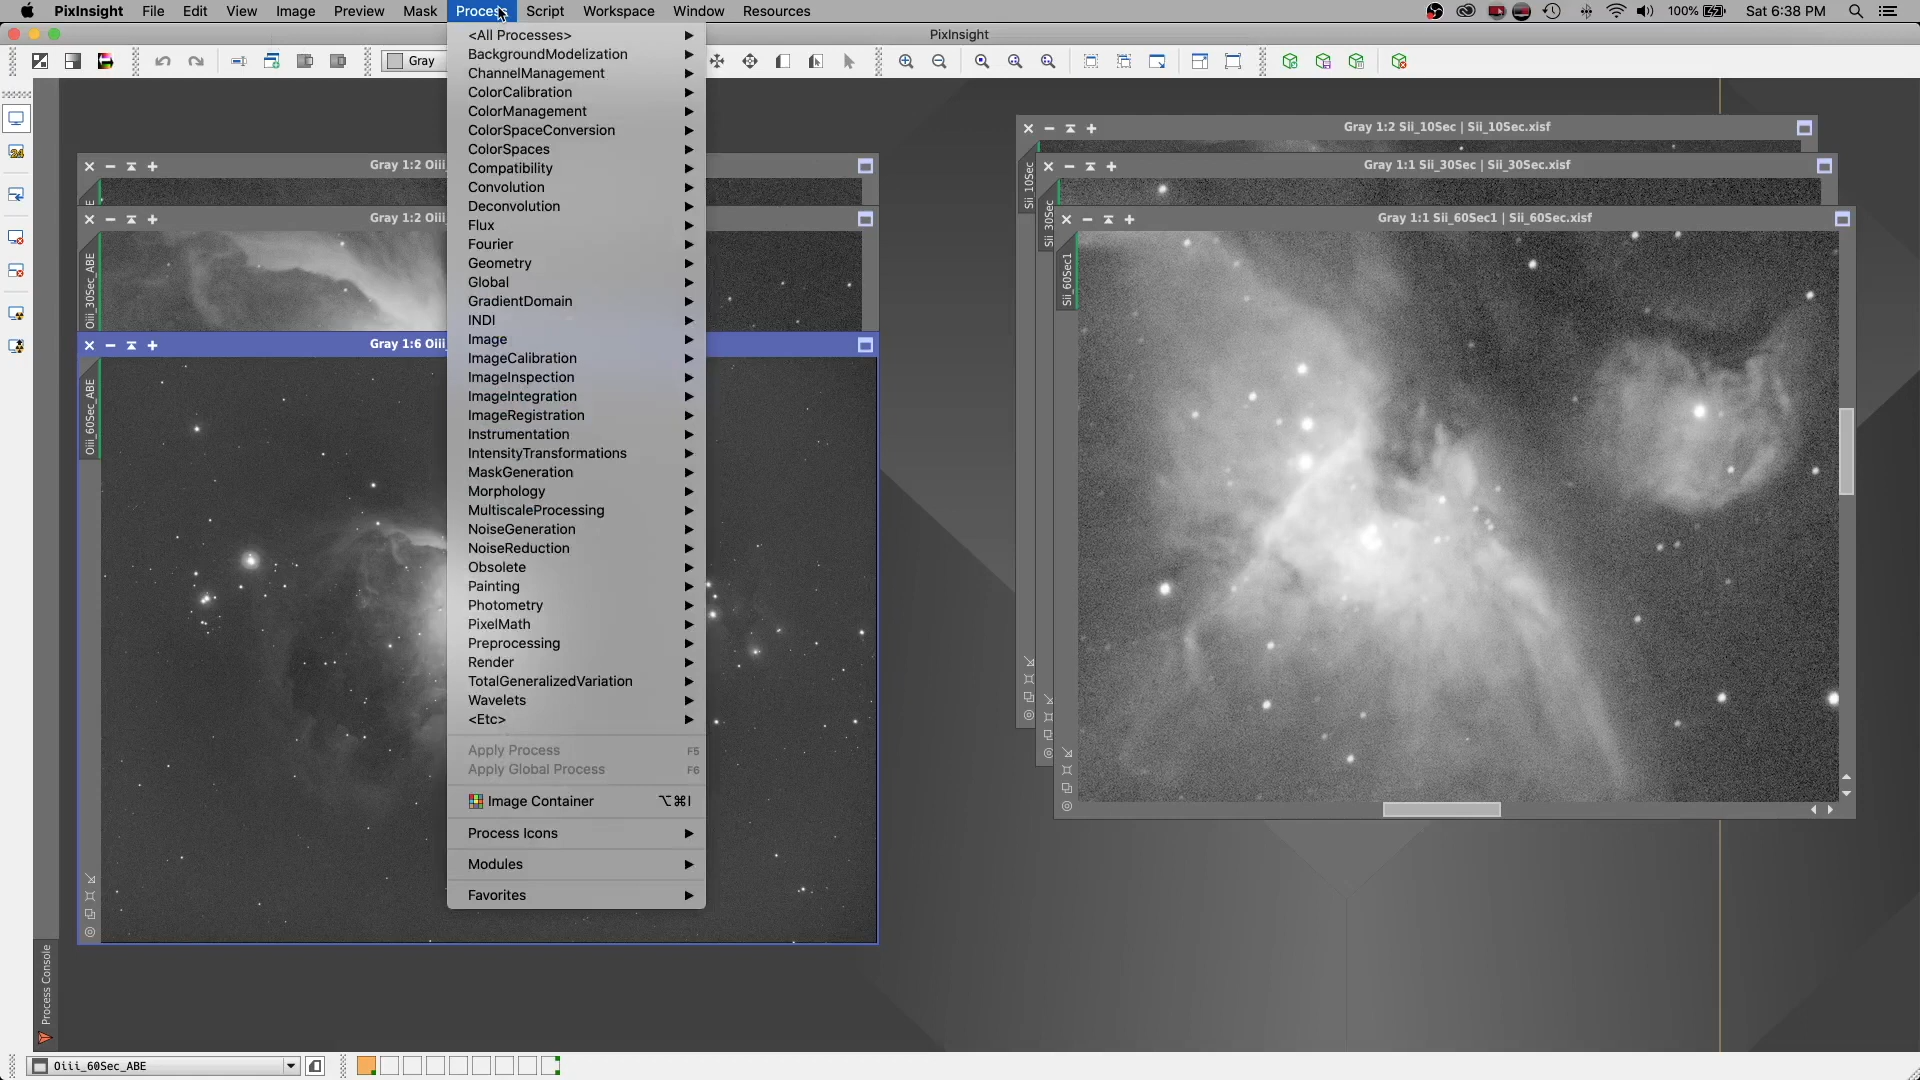 PixInsight File Edit View Image Preview Mask Process Script Workspace Window Resources 100% Sat 6:38 PM
PixInsight
Gray
<All Processes>
BackgroundModelization
ChannelManagement
ColorCalibration
ColorManagement
ColorSpaceConversion
ColorSpaces
Compatibility
Convolution
Deconvolution
Flux
Fourier
Geometry
Global
GradientDomain
INDI
Image
ImageCalibration
ImageInspection
ImageIntegration
ImageRegistration
Instrumentation
IntensityTransformations
MaskGeneration
Morphology
MultiscaleProcessing
NoiseGeneration
NoiseReduction
Obsolete
Painting
Photometry
PixelMath
Preprocessing
Render
TotalGeneralizedVariation
Wavelets
<Etc>
Apply Process F5
Apply Global Process F6
Image Container ⌥⌘I
Process Icons
Modules
Favorites
Gray 1:2 Oiii
Gray 1:2 Oiii
Oiii_30Sec_ABE
Gray 1:6 Oiii
Oiii_60Sec_ABE
Gray 1:2 Sii_10Sec | Sii_10Sec.xisf
Sii_10Sec
Gray 1:1 Sii_30Sec | Sii_30Sec.xisf
Sii_30Sec
Gray 1:1 Sii_60Sec1 | Sii_60Sec.xisf
Sii_60Sec1
Process Console
Oiii_60Sec_ABE